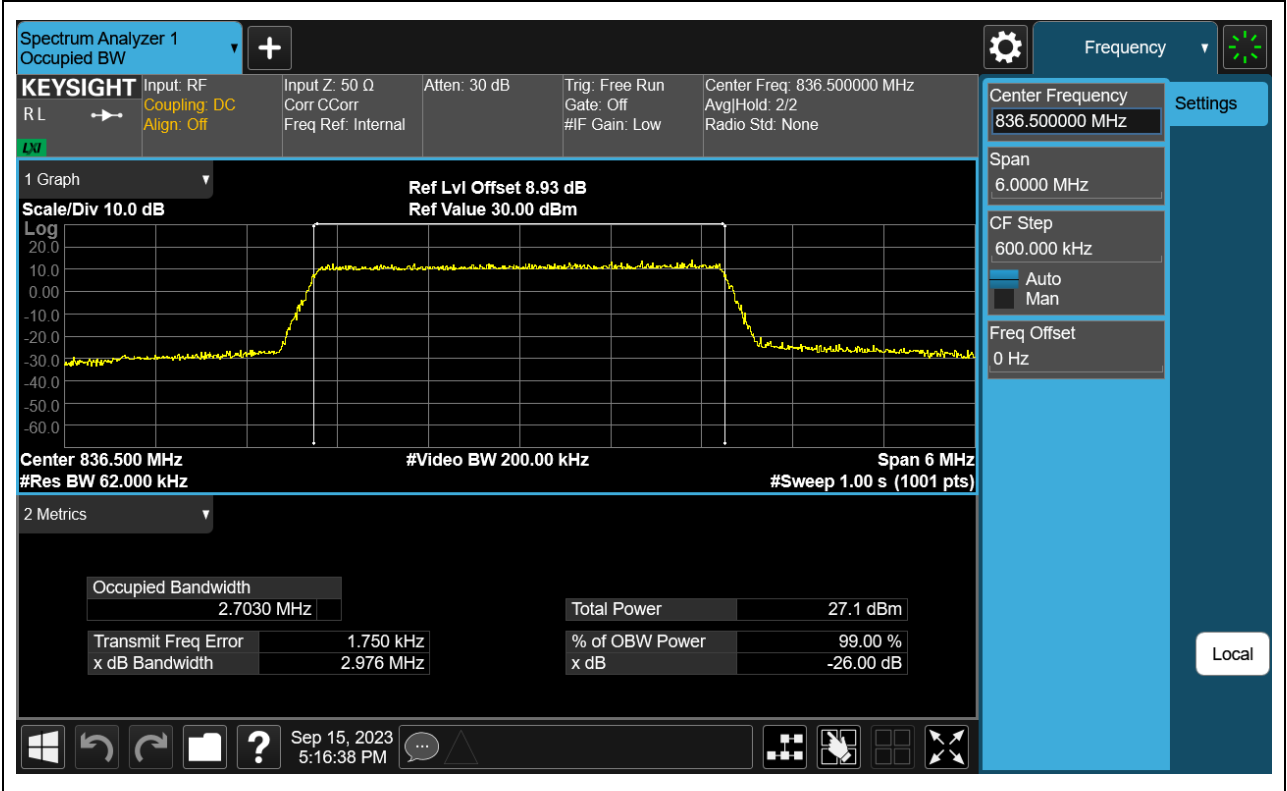 Spectrum Analyzer 1
Occupied BW
+
Frequency
KEYSIGHT
R L
LXI
Input: RF
Coupling: DC
Align: Off
Input Z: 50 Ω
Corr CCorr
Freq Ref: Internal
Atten: 30 dB
Trig: Free Run
Gate: Off
#IF Gain: Low
Center Freq: 836.500000 MHz
Avg|Hold: 2/2
Radio Std: None
Center Frequency
836.500000 MHz
Settings
Span
6.0000 MHz
CF Step
600.000 kHz
Auto
Man
Freq Offset
0 Hz
Local
1 Graph
Scale/Div 10.0 dB
Ref Lvl Offset 8.93 dB
Ref Value 30.00 dBm
Log
20.0
10.0
0.00
-10.0
-20.0
-30.0
-40.0
-50.0
-60.0
Center 836.500 MHz
#Video BW 200.00 kHz
Span 6 MHz
#Res BW 62.000 kHz
#Sweep 1.00 s (1001 pts)
2 Metrics
Occupied Bandwidth
2.7030 MHz
Total Power 27.1 dBm
Transmit Freq Error 1.750 kHz
% of OBW Power 99.00 %
x dB Bandwidth 2.976 MHz
x dB -26.00 dB
?
Sep 15, 2023
5:16:38 PM